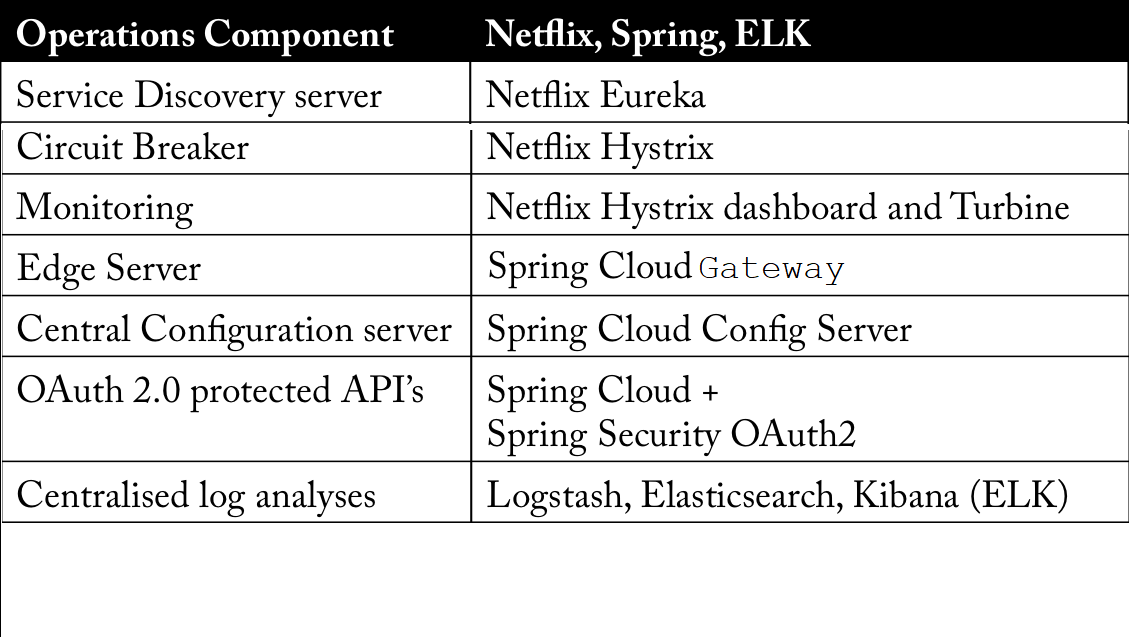 Operations Component Netflix, Spring, ELK
Service Discovery server Netflix Eureka
Circuit Breaker Netflix Hystrix
Monitoring Netflix Hystrix dashboard and Turbine
Edge Server Spring Cloud Gateway
Central Configuration server Spring Cloud Config Server
OAuth 2.0 protected API’s Spring Cloud +
Spring Security OAuth2
Centralised log analyses Logstash, Elasticsearch, Kibana (ELK)